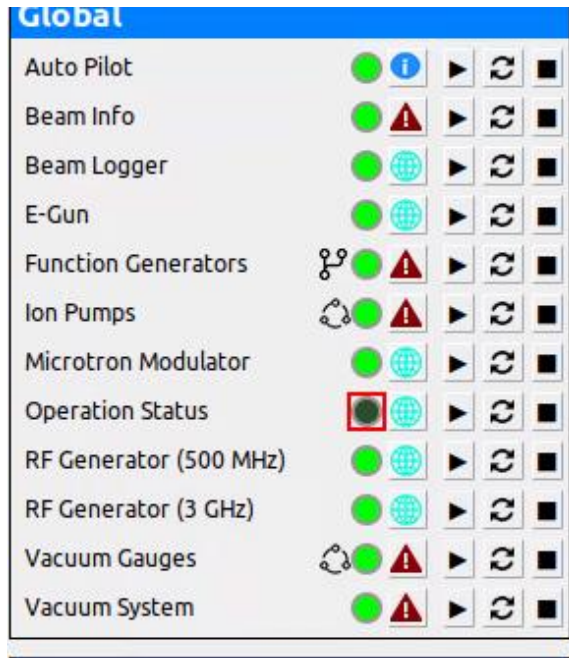 Global
Auto Pilot
Beam Info
Beam Logger
E-Gun
Function Generators
Ion Pumps
Microtron Modulator
Operation Status
RF Generator (500 MHz)
RF Generator (3 GHz)
Vacuum Gauges
Vacuum System